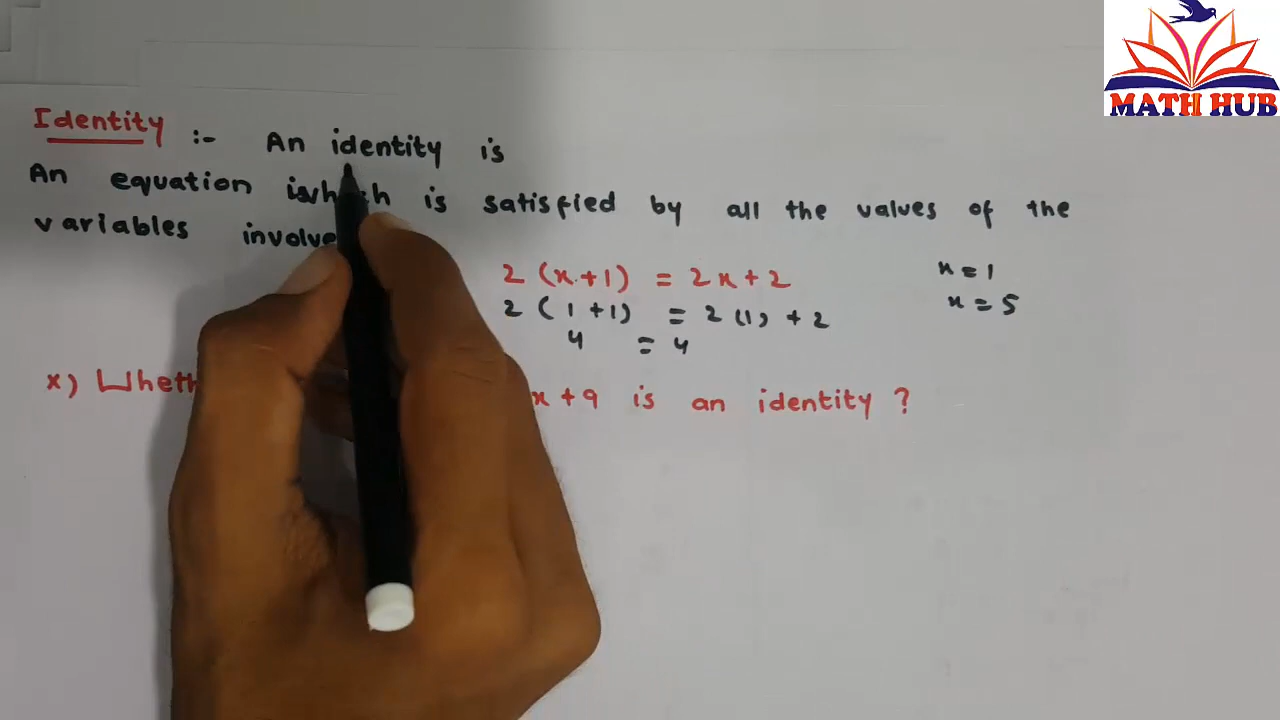 MATH HUB
Identity :- An identity is
An equation is which is satisfied by all the values of the
variables involve
2 (x+1) = 2x+2
x = 1
2 ( 1 +1) = 2 (1) + 2
x = 5
4 = 4
x) Wheth
x + 9 is an identity ?